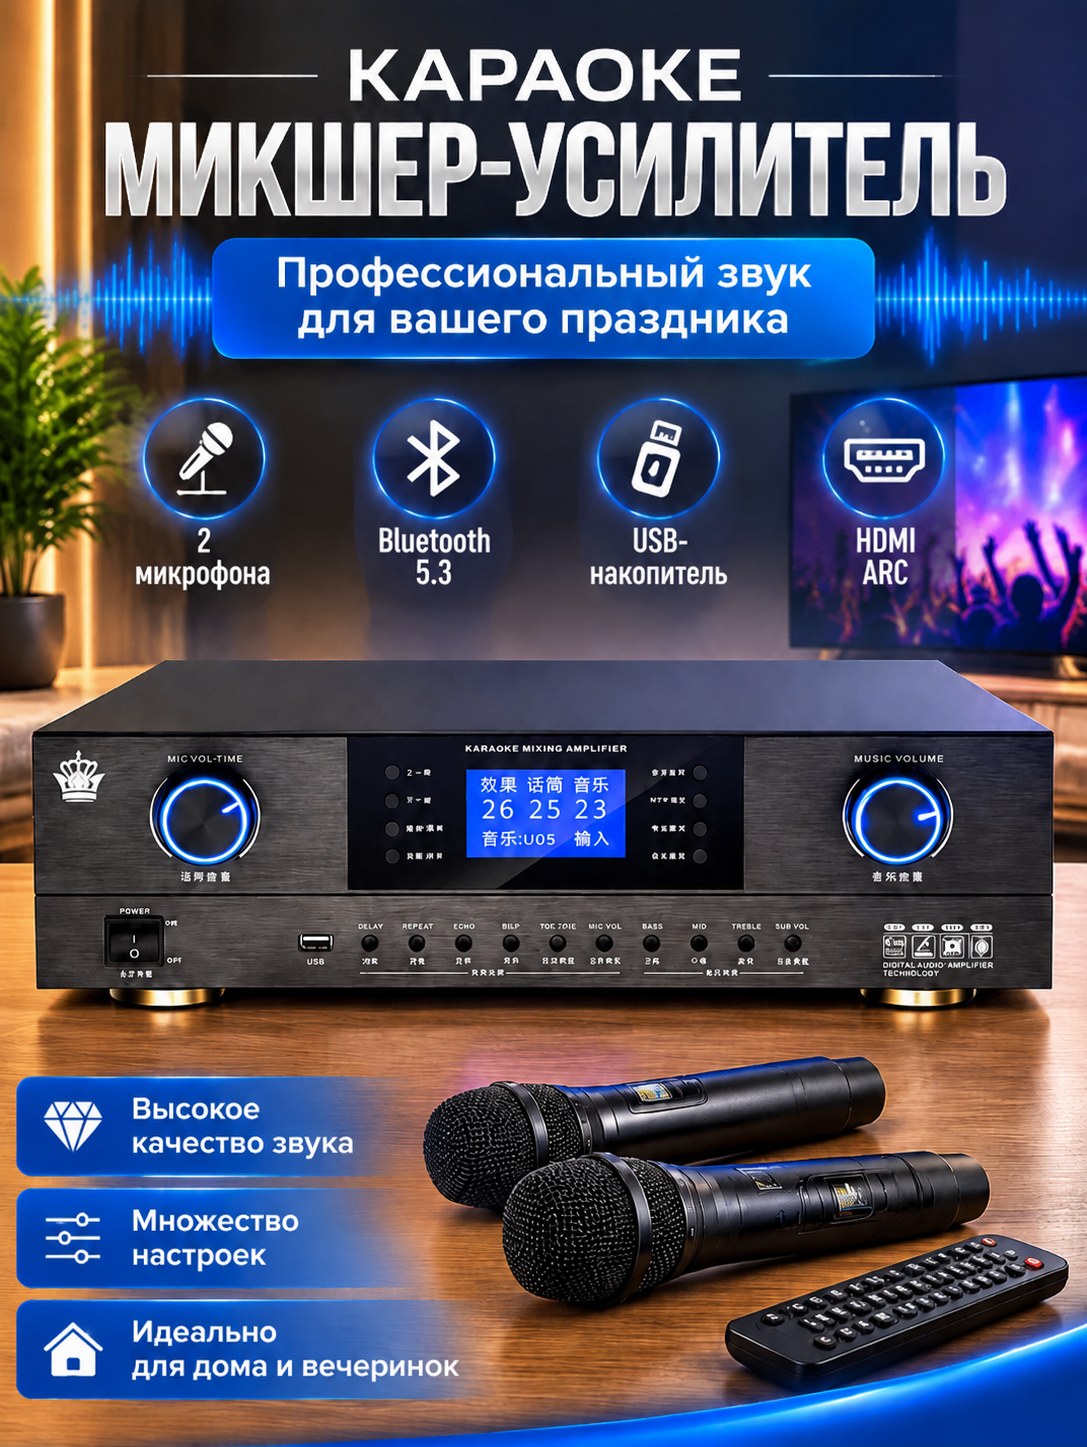 КАРАОКЕ
МИКШЕР-УСИЛИТЕЛЬ
Профессиональный звук
для вашего праздника
2
микрофона
Bluetooth
5.3
USB-
накопитель
HDMI
ARC
KARAOKE MIXING AMPLIFIER
MIC VOL-TIME
MUSIC VOLUME
效果 话筒 音乐
26 25 23
音乐:U05 输入
POWER
OFF
USB
DELAY
REPEAT
ECHO
MIC VOL
BASS
MID
TREBLE
SUB VOL
DIGITAL AUDIO AMPLIFIER
TECHNOLOGY
Высокое
качество звука
Множество
настроек
Идеально
для дома и вечеринок